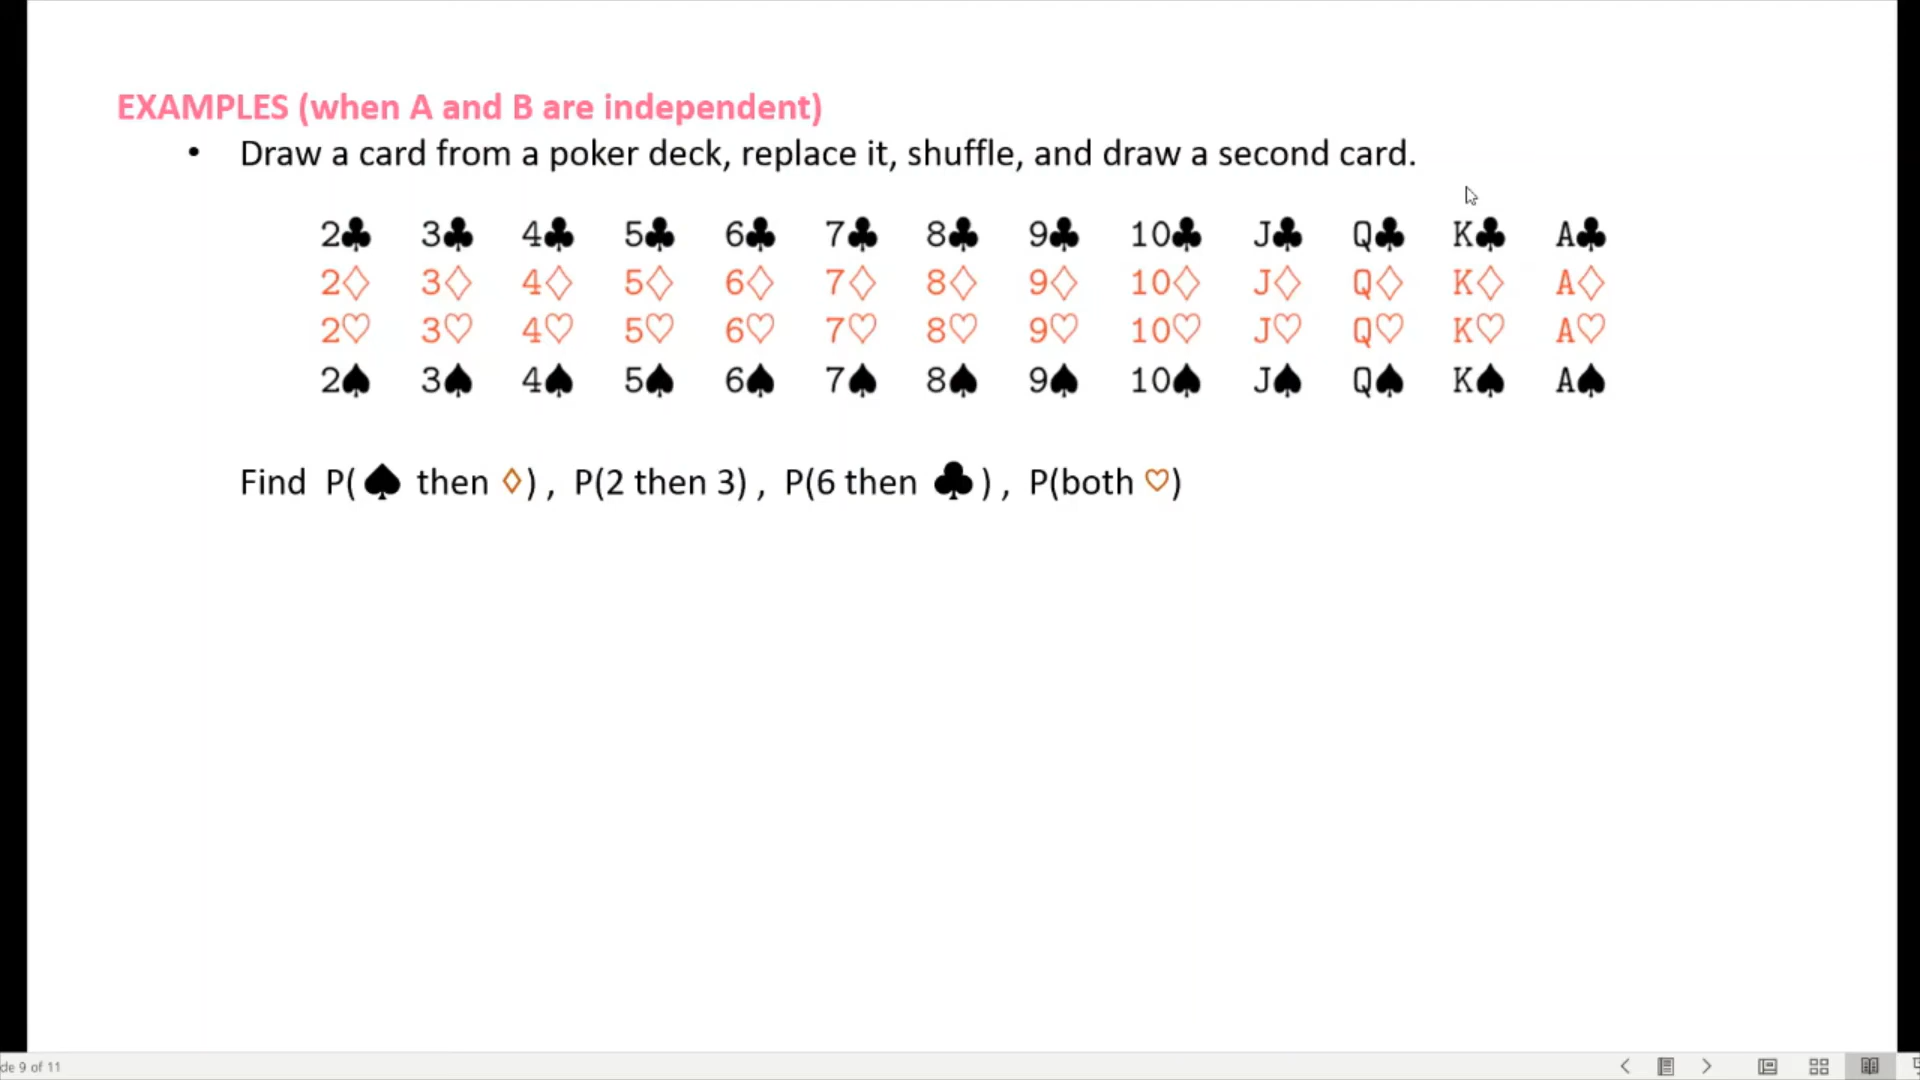 EXAMPLES (when A and B are independent)
• Draw a card from a poker deck, replace it, shuffle, and draw a second card.
2♣ 3♣ 4♣ 5♣ 6♣ 7♣ 8♣ 9♣ 10♣ J♣ Q♣ K♣ A♣
2♢ 3♢ 4♢ 5♢ 6♢ 7♢ 8♢ 9♢ 10♢ J♢ Q♢ K♢ A♢
2♡ 3♡ 4♡ 5♡ 6♡ 7♡ 8♡ 9♡ 10♡ J♡ Q♡ K♡ A♡
2♠ 3♠ 4♠ 5♠ 6♠ 7♠ 8♠ 9♠ 10♠ J♠ Q♠ K♠ A♠
Find P(♠ then ♢) , P(2 then 3) , P(6 then ♣) , P(both ♡)
de 9 of 11